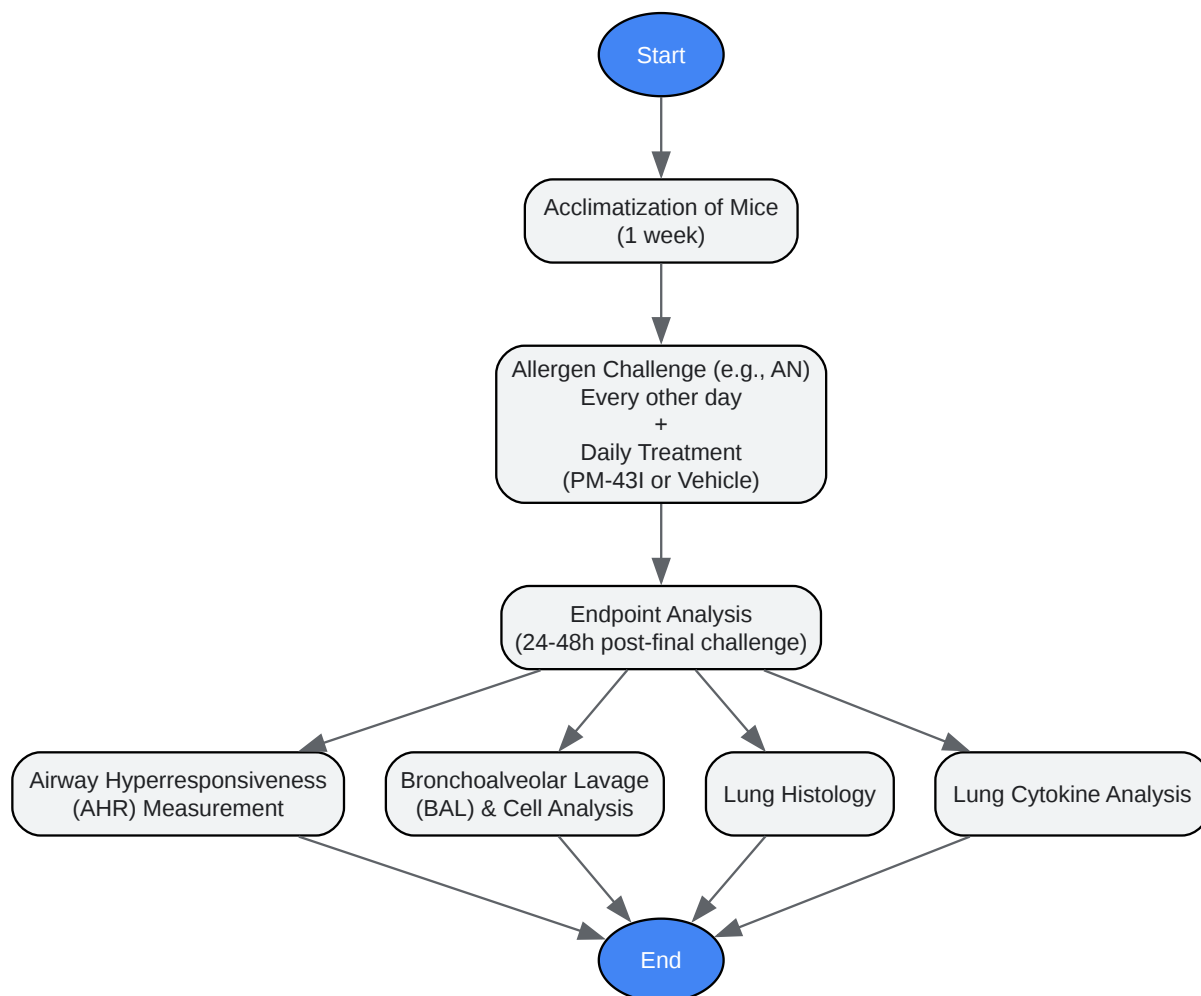 Start
Acclimatization of Mice
(1 week)
Allergen Challenge (e.g., AN)
Every other day
+
Daily Treatment
(PM-43I or Vehicle)
Endpoint Analysis
(24-48h post-final challenge)
Airway Hyperresponsiveness
(AHR) Measurement
Bronchoalveolar Lavage
(BAL) & Cell Analysis
Lung Histology
Lung Cytokine Analysis
End